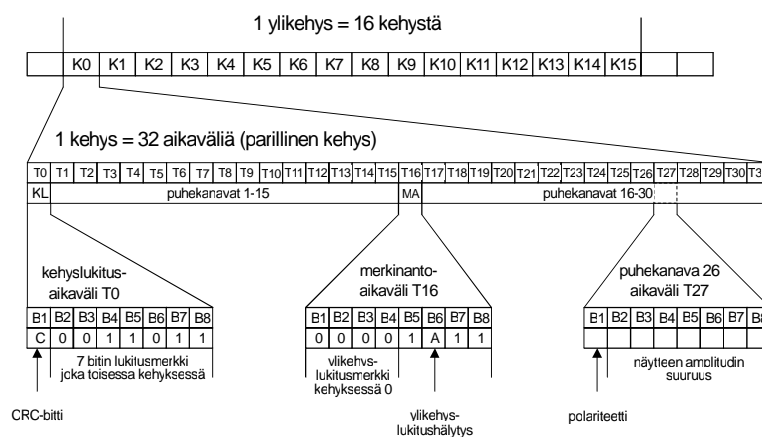 1 ylikehys = 16 kehystä
K0 K1 K2 K3 K4 K5 K6 K7 K8 K9 K10 K11 K12 K13 K14 K15
1 kehys = 32 aikaväliä (parillinen kehys)
T0 T1 T2 T3 T4 T5 T6 T7 T8 T9 T10 T11 T12 T13 T14 T15 T16 T17 T18 T19 T20 T21 T22 T23 T24 T25 T26 T27 T28 T29 T30 T3
KL puhekanavat 1-15 MA puhekanavat 16-30
kehyslukitus-
aikaväli T0
merkinanto-
aikaväli T16
puhekanava 26
aikaväli T27
B1 B2 B3 B4 B5 B6 B7 B8 B1 B2 B3 B4 B5 B6 B7 B8 B1 B2 B3 B4 B5 B6 B7 B8
C 0 0 1 1 0 1 1 0 0 0 0 1 A 1 1
7 bitin lukitusmerkki
joka toisessa kehyksessä
ylikehys-
lukitusmerkki
kehyksessä 0
näytteen amplitudin
suuruus
CRC-bitti
ylikehys-
lukitushälytys
polariteetti